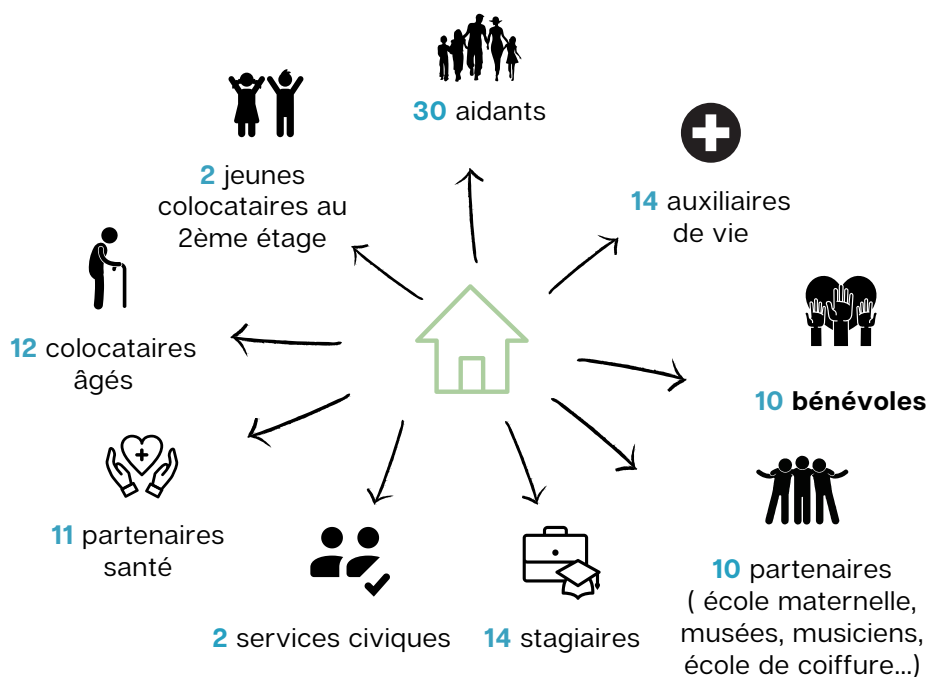 30 aidants
2 jeunes
colocataires au
2ème étage
14 auxiliaires
de vie
12 colocataires
âgés
10 bénévoles
11 partenaires
santé
2 services civiques
14 stagiaires
10 partenaires
( école maternelle,
musées, musiciens,
école de coiffure...)